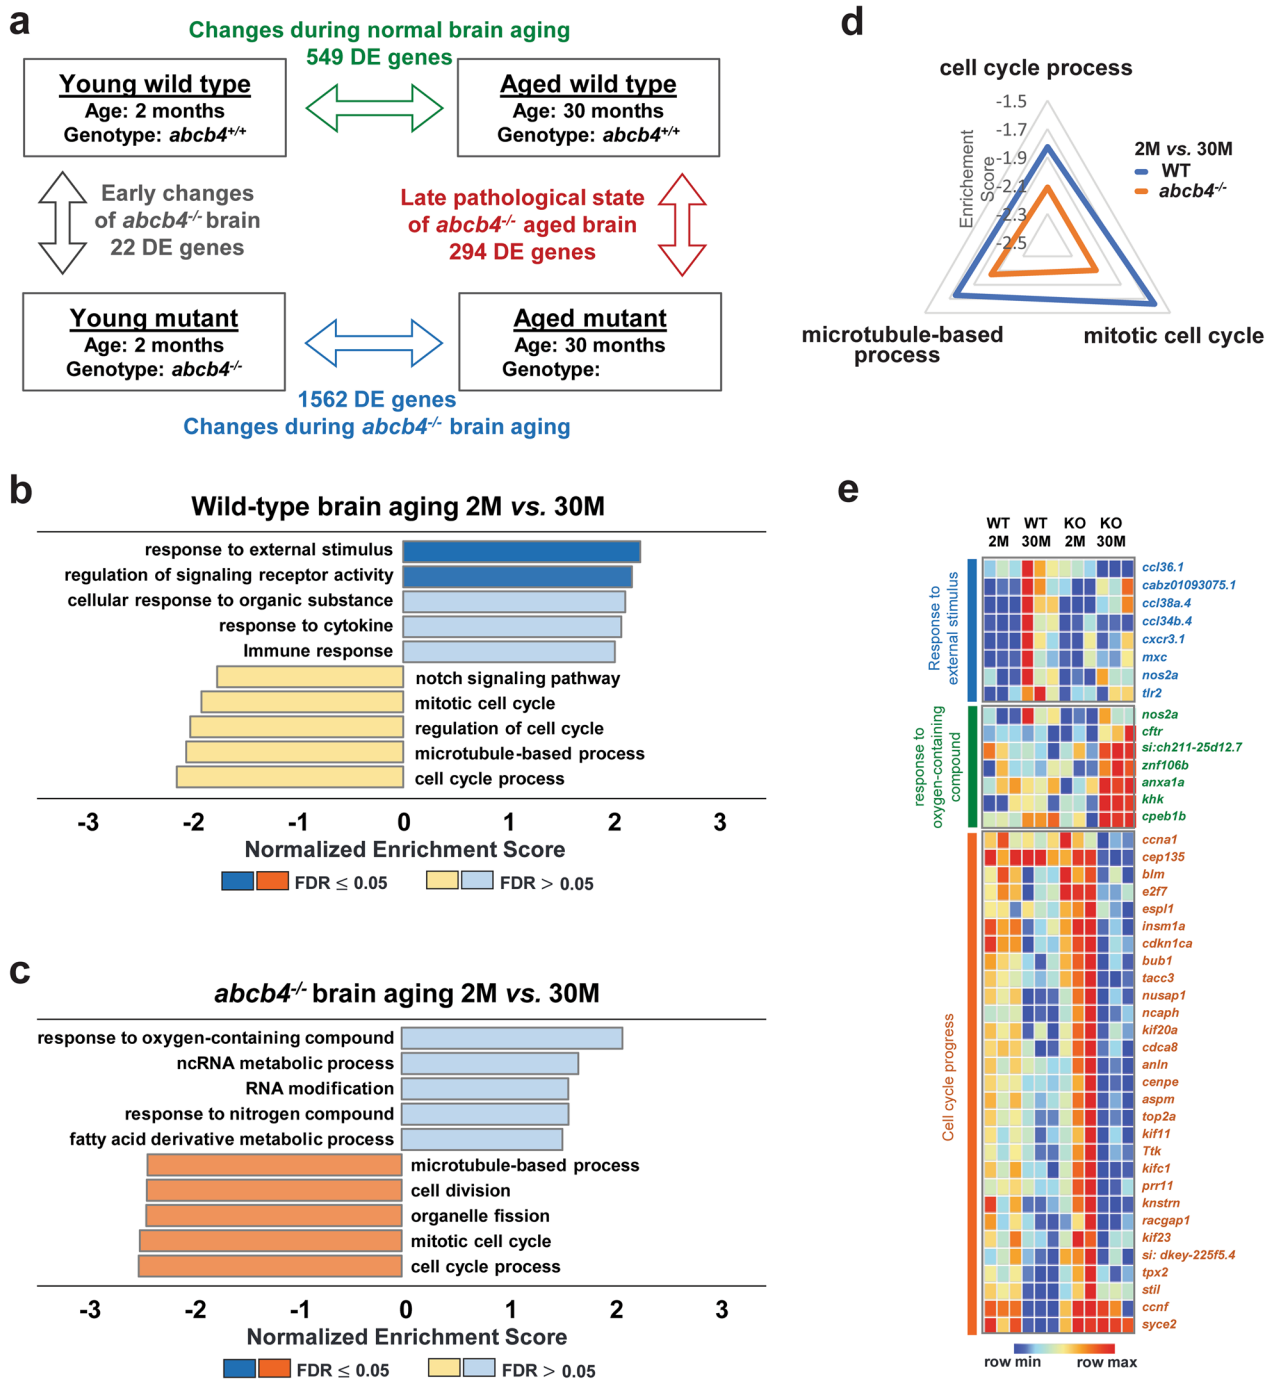 a
Changes during normal brain aging
549 DE genes
Young wild type
Age: 2 months
Genotype: abcb4+/+
Aged wild type
Age: 30 months
Genotype: abcb4+/+
Early changes
of abcb4-/- brain
22 DE genes
Late pathological state
of abcb4-/- aged brain
294 DE genes
Young mutant
Age: 2 months
Genotype: abcb4-/-
Aged mutant
Age: 30 months
Genotype:
1562 DE genes
Changes during abcb4-/- brain aging
d
cell cycle process
-1.5
-1.7
-1.9
-2.1
-2.3
-2.5
Enrichement
Score
2M vs. 30M
WT
abcb4-/-
microtubule-based
process
mitotic cell cycle
b
Wild-type brain aging 2M vs. 30M
response to external stimulus
regulation of signaling receptor activity
cellular response to organic substance
response to cytokine
Immune response
notch signaling pathway
mitotic cell cycle
regulation of cell cycle
microtubule-based process
cell cycle process
-3 -2 -1 0 1 2 3
Normalized Enrichment Score
FDR ≤ 0.05 FDR > 0.05
c
abcb4-/- brain aging 2M vs. 30M
response to oxygen-containing compound
ncRNA metabolic process
RNA modification
response to nitrogen compound
fatty acid derivative metabolic process
microtubule-based process
cell division
organelle fission
mitotic cell cycle
cell cycle process
-3 -2 -1 0 1 2 3
Normalized Enrichment Score
FDR ≤ 0.05 FDR > 0.05
e
WT WT KO KO
2M 30M 2M 30M
Response to
external stimulus
ccl36.1
cabz01093075.1
ccl38a.4
ccl34b.4
cxcr3.1
mxc
nos2a
tlr2
response to
oxygen-containing
compound
nos2a
cftr
si:ch211-25d12.7
znf106b
anxa1a
khk
cpeb1b
Cell cycle progress
ccna1
cep135
blm
e2f7
espl1
insm1a
cdkn1ca
bub1
tacc3
nusap1
ncaph
kif20a
cdca8
anln
cenpe
aspm
top2a
kif11
Ttk
kifc1
prr11
knstrn
racgap1
kif23
si: dkey-225f5.4
tpx2
stil
ccnf
syce2
row min row max